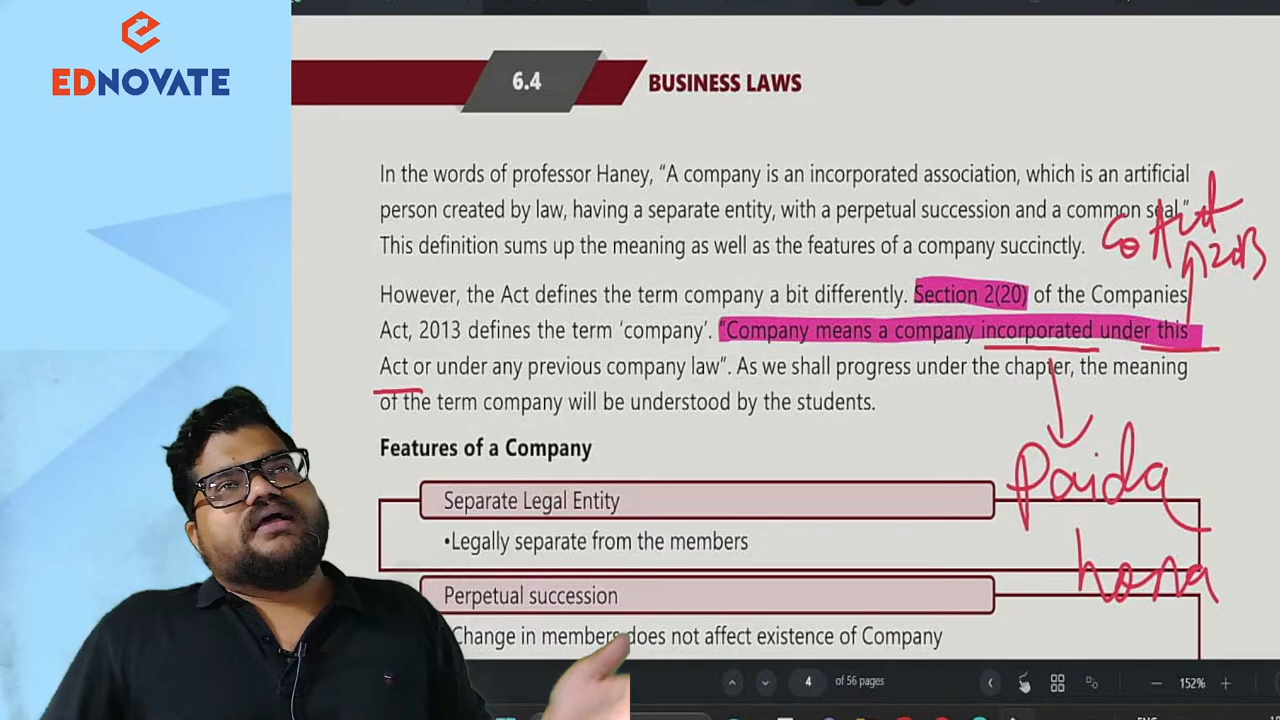 EDNOVATE
6.4
BUSINESS LAWS
In the words of professor Haney, “A company is an incorporated association, which is an artificial
person created by law, having a separate entity, with a perpetual succession and a common seal.”
This definition sums up the meaning as well as the features of a company succinctly.
Co Act
2013
However, the Act defines the term company a bit differently. Section 2(20) of the Companies
Act, 2013 defines the term ‘company’. “Company means a company incorporated under this
Act or under any previous company law”. As we shall progress under the chapter, the meaning
of the term company will be understood by the students.
Paida
hona
Features of a Company
Separate Legal Entity
•Legally separate from the members
Perpetual succession
Change in members does not affect existence of Company
4 of 56 pages
152%